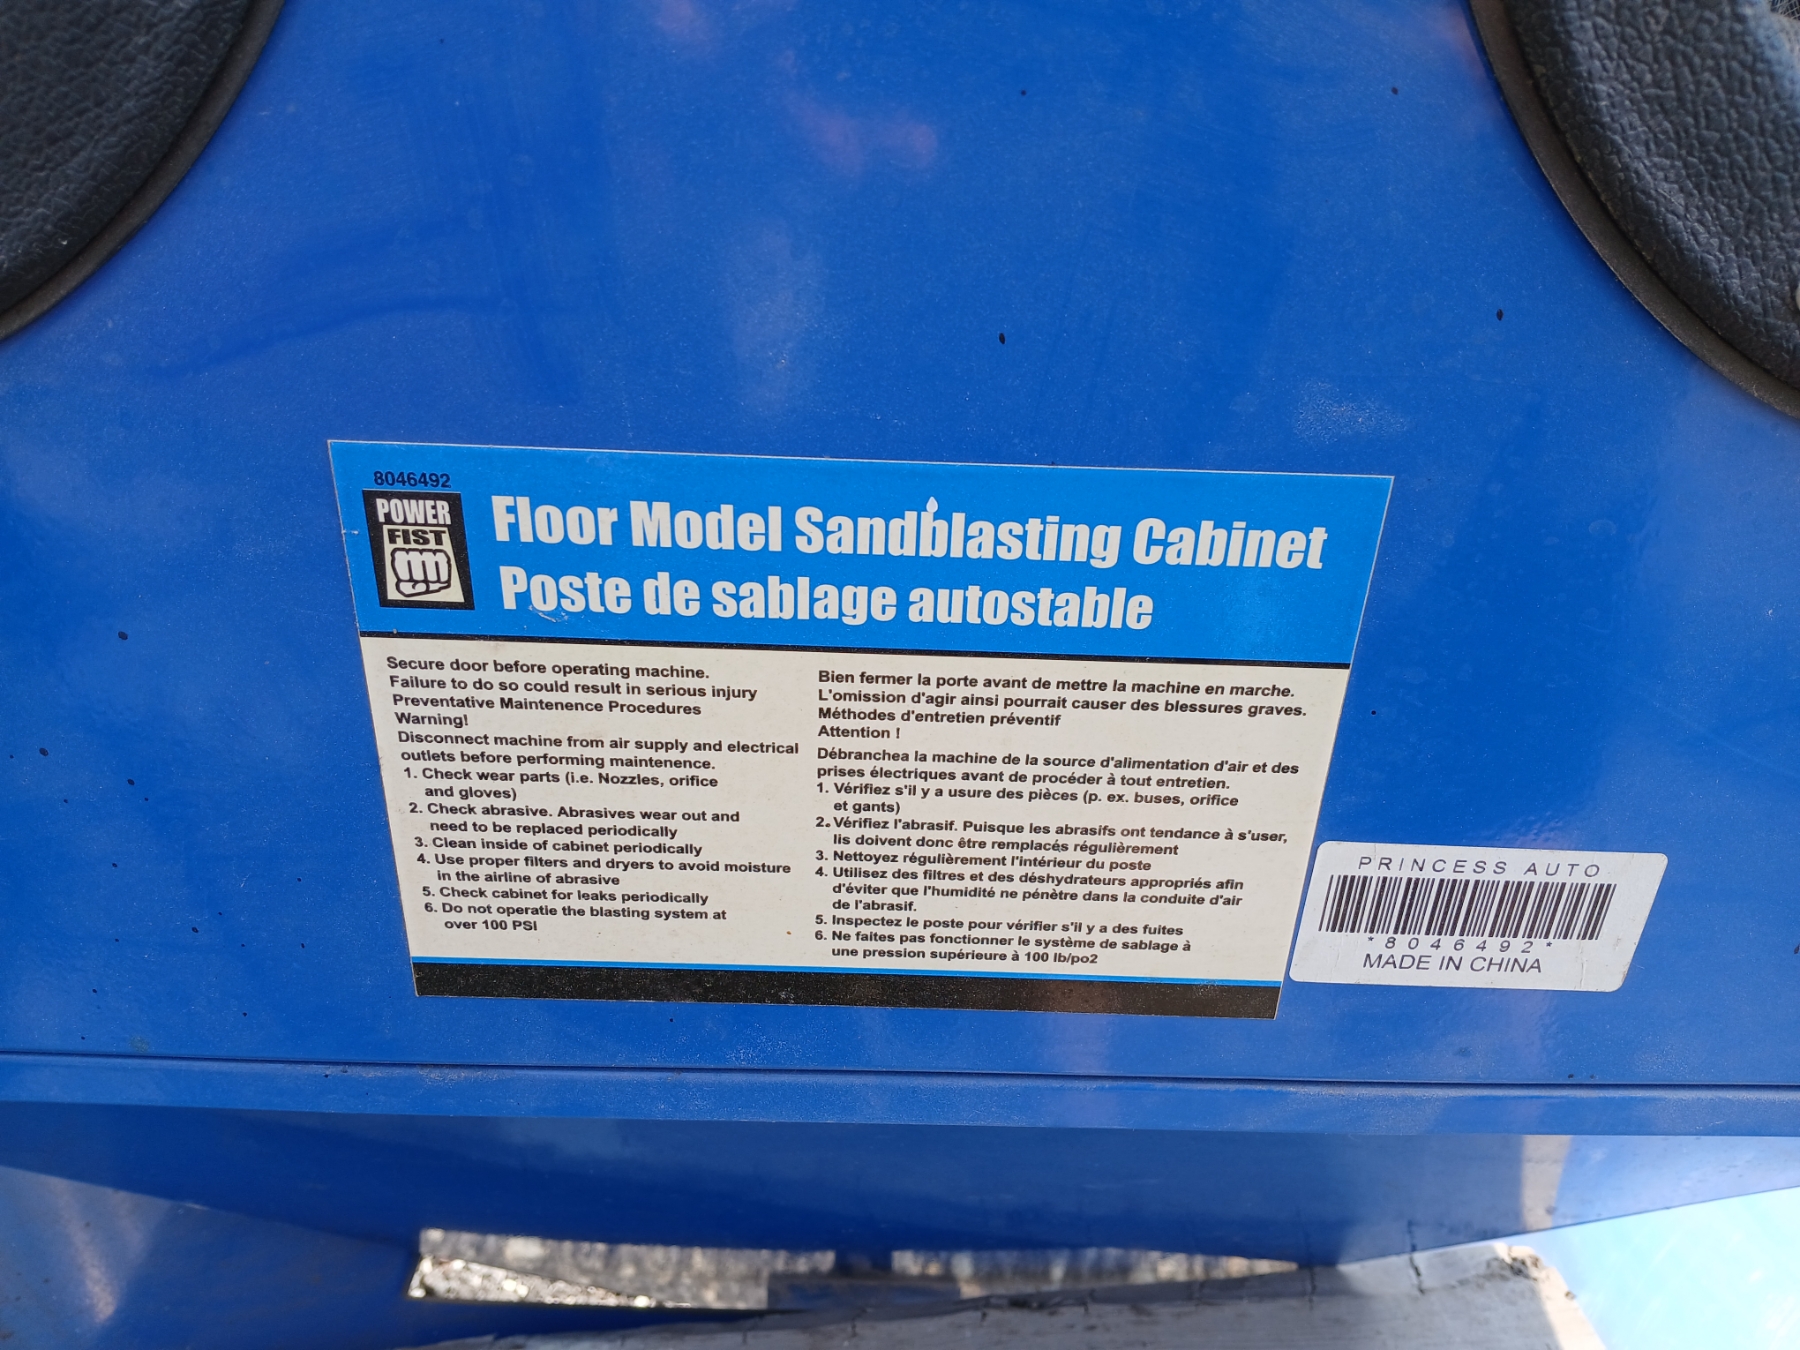 8046492
POWER
FIST
Floor Model Sandblasting Cabinet
Poste de sablage autostable
Secure door before operating machine.
Failure to do so could result in serious injury
Preventative Maintenence Procedures
Warning!
Disconnect machine from air supply and electrical
outlets before performing maintenence.
1. Check wear parts (i.e. Nozzles, orifice
and gloves)
2. Check abrasive. Abrasives wear out and
need to be replaced periodically
3. Clean inside of cabinet periodically
4. Use proper filters and dryers to avoid moisture
in the airline of abrasive
5. Check cabinet for leaks periodically
6. Do not operatie the blasting system at
over 100 PSI
Bien fermer la porte avant de mettre la machine en marche.
L'omission d'agir ainsi pourrait causer des blessures graves.
Méthodes d'entretien préventif
Attention !
Débranchea la machine de la source d'alimentation d'air et des
prises électriques avant de procéder à tout entretien.
1. Vérifiez s'il y a usure des pièces (p. ex. buses, orifice
et gants)
2. Vérifiez l'abrasif. Puisque les abrasifs ont tendance à s'user,
lis doivent donc être remplacés régulièrement
3. Nettoyez régulièrement l'intérieur du poste
4. Utilisez des filtres et des déshydrateurs appropriés afin
d'éviter que l'humidité ne pénètre dans la conduite d'air
de l'abrasif.
5. Inspectez le poste pour vérifier s'il y a des fuites
6. Ne faites pas fonctionner le système de sablage à
une pression supérieure à 100 lb/po2
PRINCESS AUTO
*8046492*
MADE IN CHINA